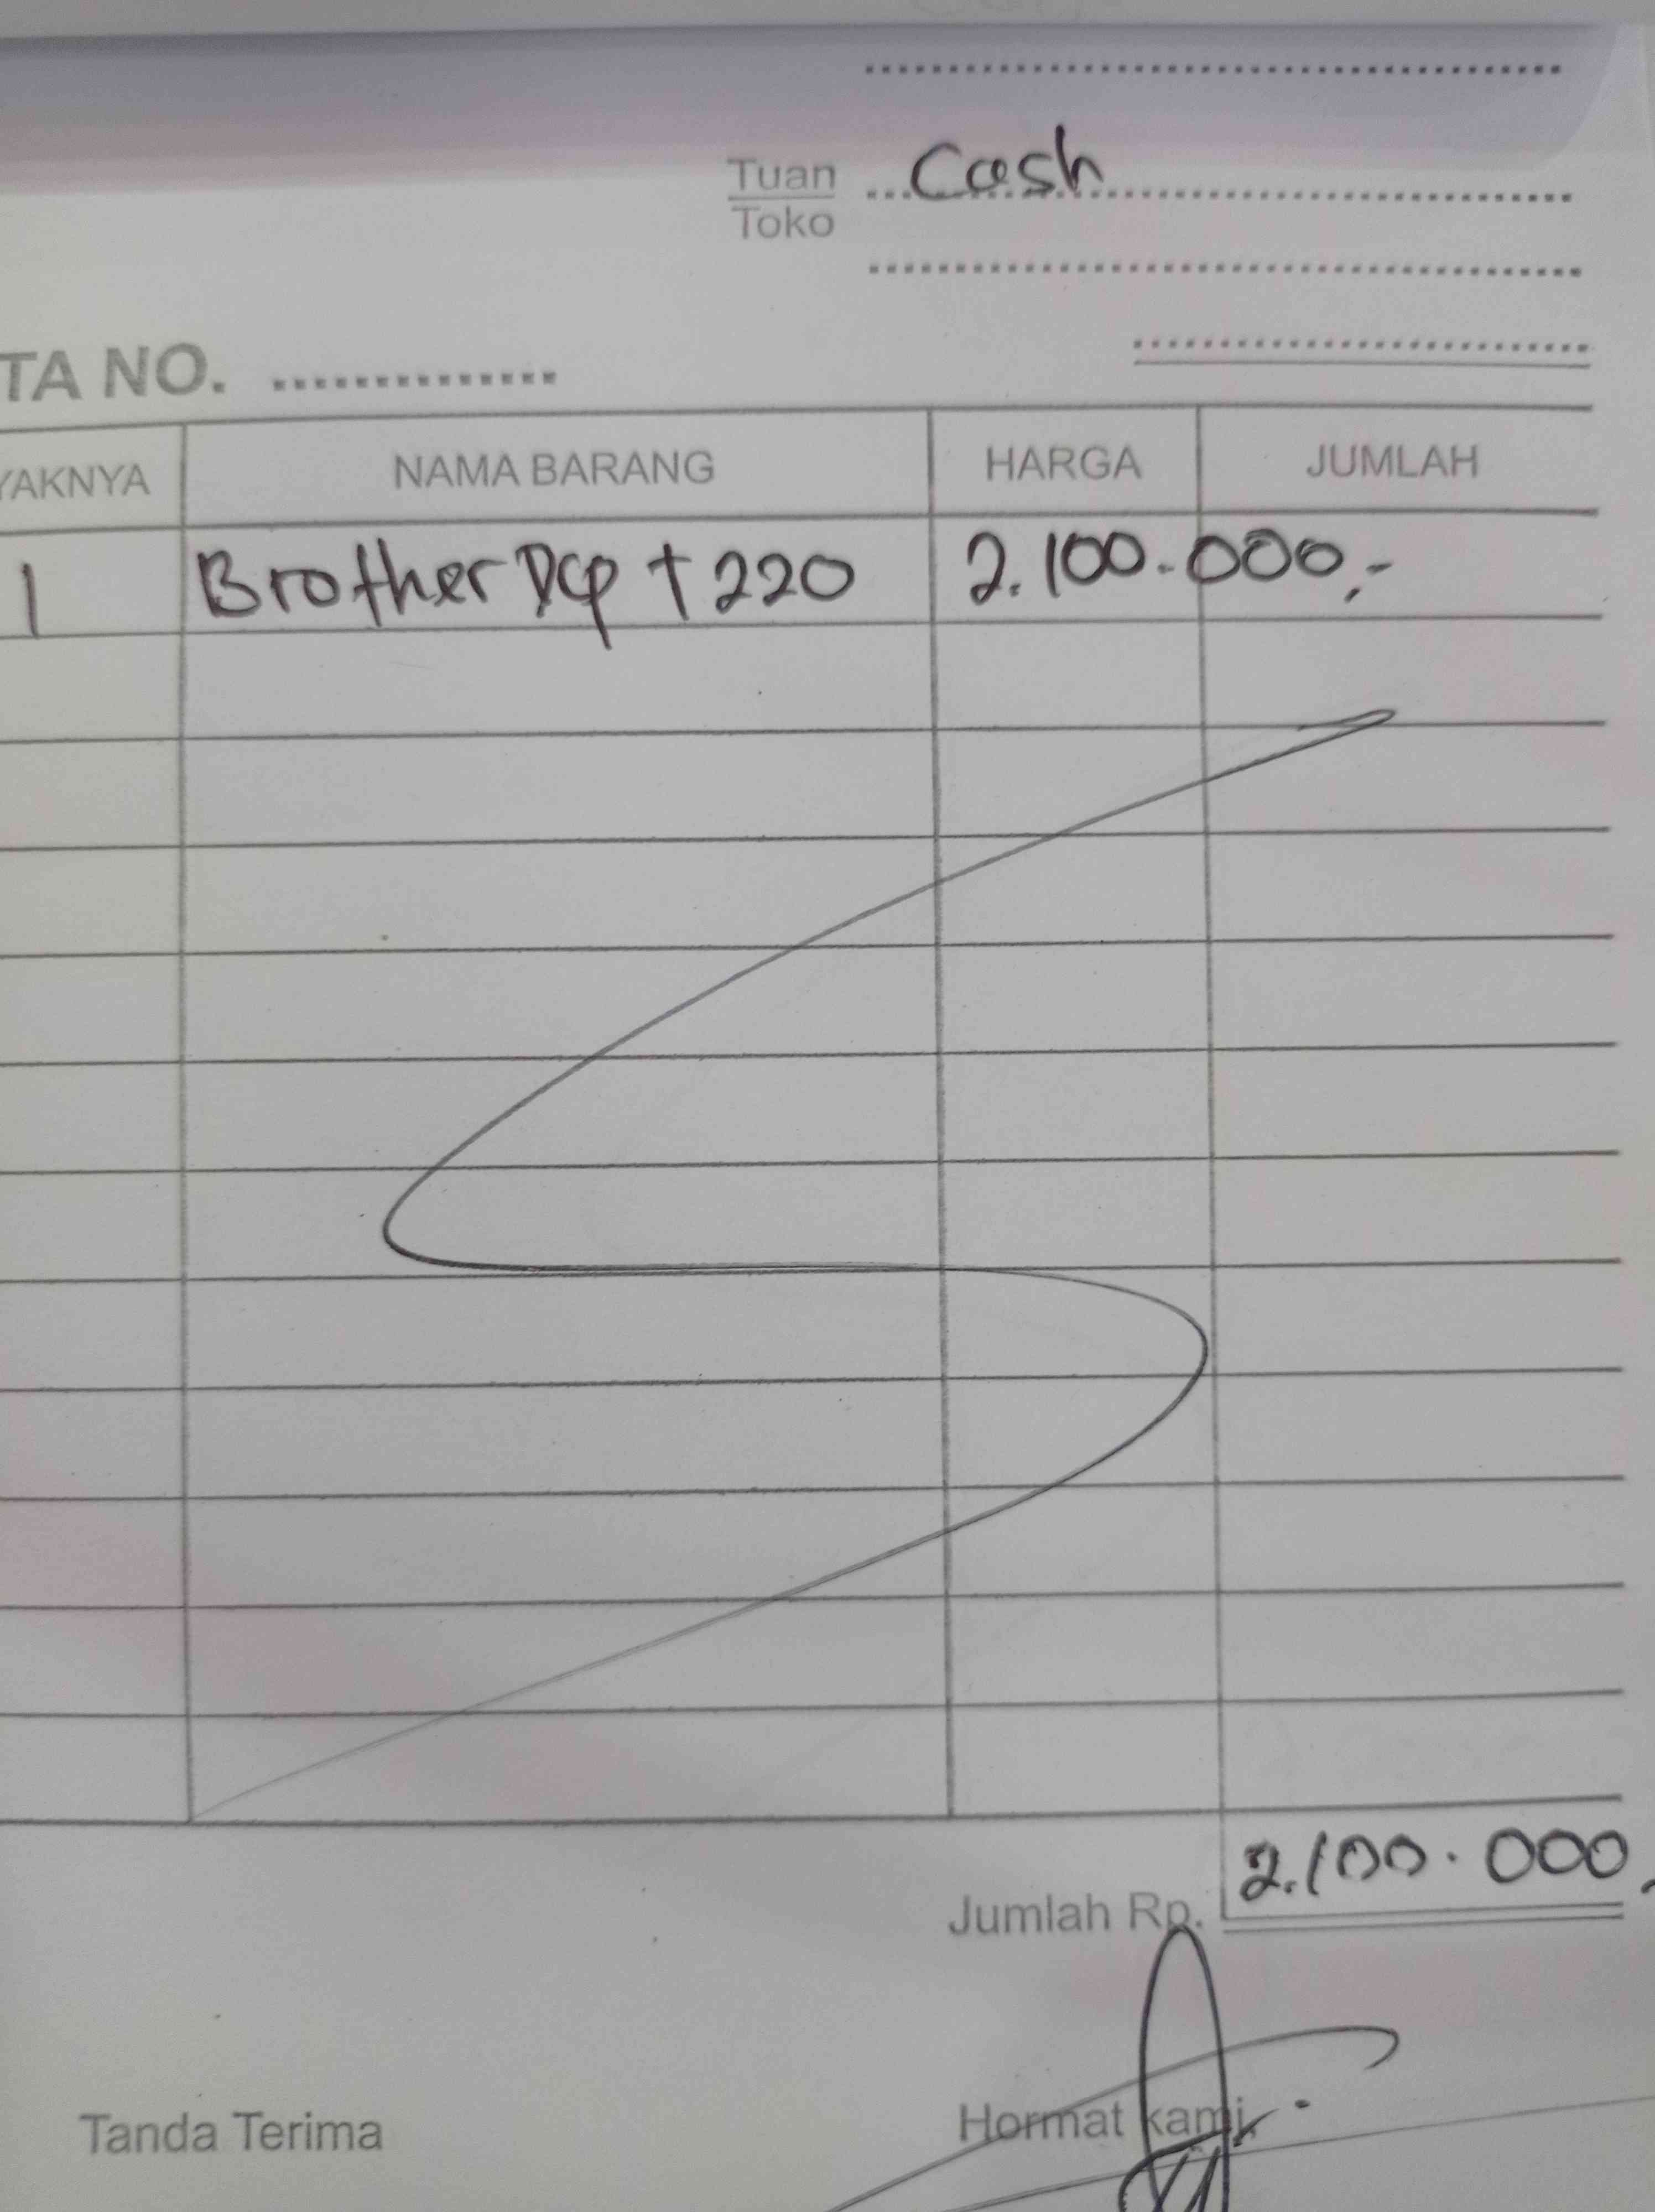 Tuan Cash
Toko
TA NO.
YAKNYA NAMA BARANG HARGA JUMLAH
1 Brother Dcp T220 2.100.000,-
Jumlah Rp. 2.100.000,
Tanda Terima Hormat kami,